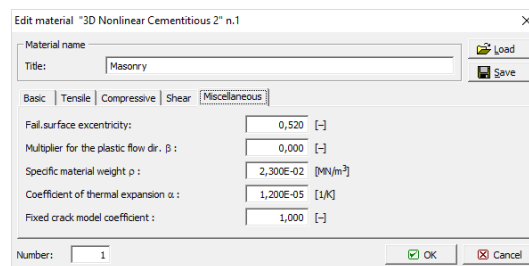 Edit material "3D Nonlinear Cementitious 2" n.1
Material name
Title: Masonry
Load
Save
Basic Tensile Compressive Shear Miscellaneous
Fail.surface excentricity: 0,520 [-]
Multiplier for the plastic flow dir. β : 0,000 [-]
Specific material weight ρ : 2,300E-02 [MN/m³]
Coefficient of thermal expansion α : 1,200E-05 [1/K]
Fixed crack model coefficient : 1,000 [-]
Number: 1 OK Cancel